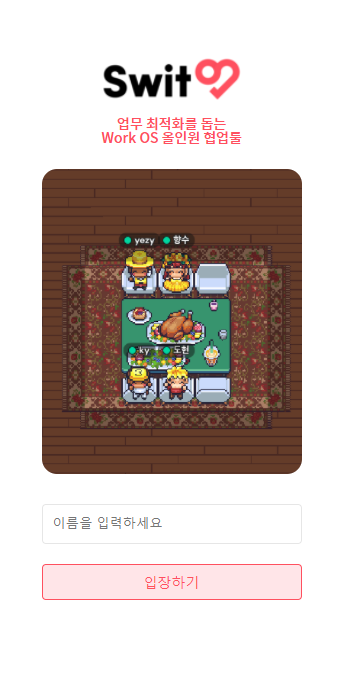 Swit
업무 최적화를 돕는
Work OS 올인원 협업툴
yezy 향수
ky 도현
이름을 입력하세요
입장하기